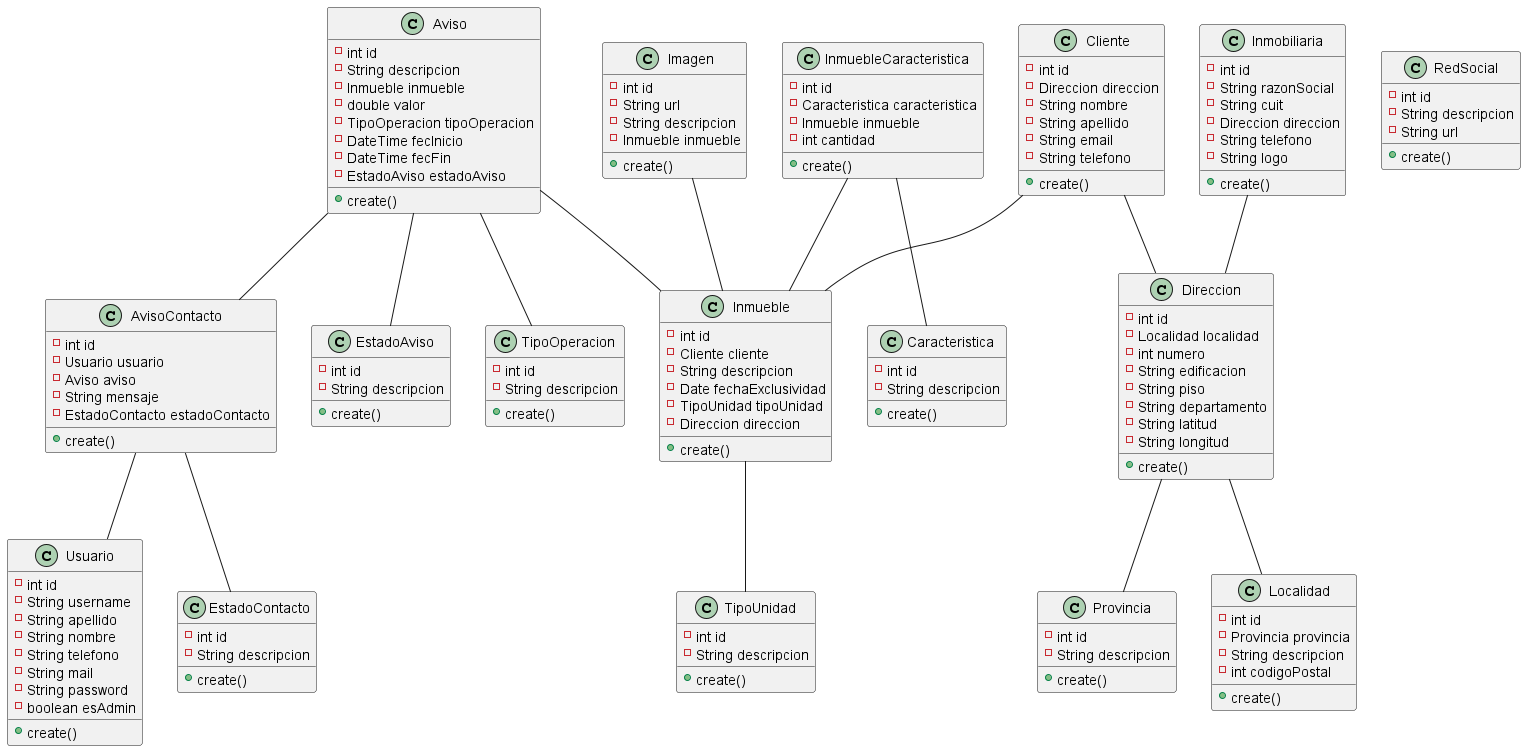 C Aviso
int id
String descripcion
Inmueble inmueble
double valor
TipoOperacion tipoOperacion
DateTime fecInicio
DateTime fecFin
EstadoAviso estadoAviso
create()
C Imagen
int id
String url
String descripcion
Inmueble inmueble
create()
C InmuebleCaracteristica
int id
Caracteristica caracteristica
Inmueble inmueble
int cantidad
create()
C Cliente
int id
Direccion direccion
String nombre
String apellido
String email
String telefono
create()
C Inmobiliaria
int id
String razonSocial
String cuit
Direccion direccion
String telefono
String logo
create()
C RedSocial
int id
String descripcion
String url
create()
C AvisoContacto
int id
Usuario usuario
Aviso aviso
String mensaje
EstadoContacto estadoContacto
create()
C EstadoAviso
int id
String descripcion
create()
C TipoOperacion
int id
String descripcion
create()
C Inmueble
int id
Cliente cliente
String descripcion
Date fechaExclusividad
TipoUnidad tipoUnidad
Direccion direccion
create()
C Caracteristica
int id
String descripcion
create()
C Direccion
int id
Localidad localidad
int numero
String edificacion
String piso
String departamento
String latitud
String longitud
create()
C Usuario
int id
String username
String apellido
String nombre
String telefono
String mail
String password
boolean esAdmin
create()
C EstadoContacto
int id
String descripcion
create()
C TipoUnidad
int id
String descripcion
create()
C Provincia
int id
String descripcion
create()
C Localidad
int id
Provincia provincia
String descripcion
int codigoPostal
create()